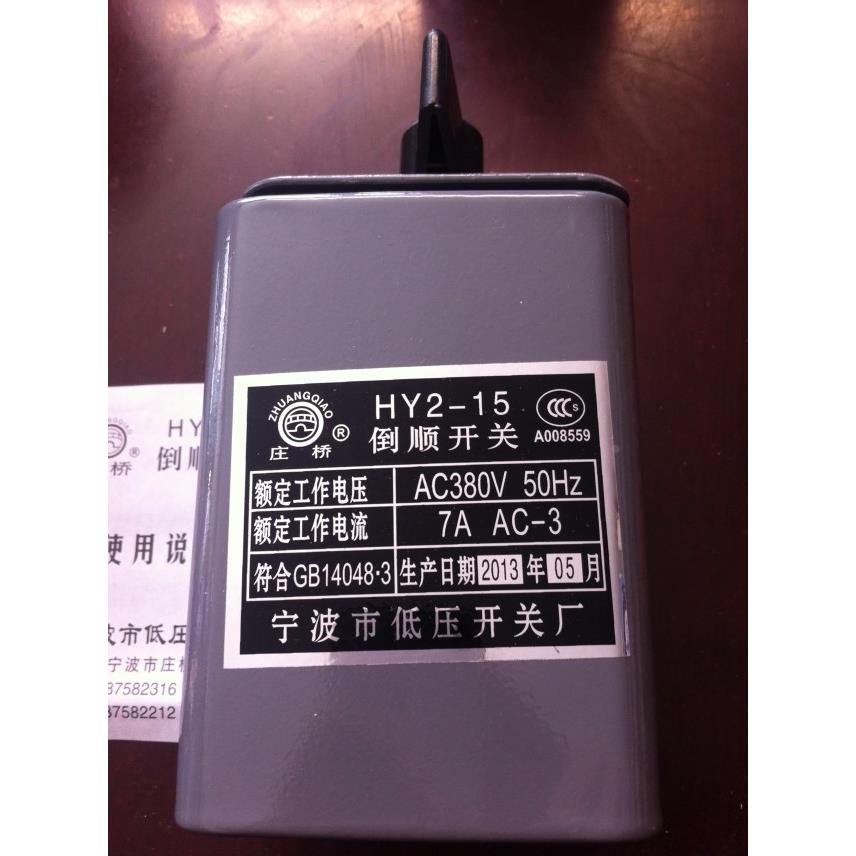 ZHUANGQIAO
庄桥®
HY2-15
倒顺开关
CCC S
A008559
额定工作电压 AC380V 50Hz
额定工作电流 7A AC-3
符合GB14048·3 生产日期2013年05月
宁波市低压开关厂
桥®
HY
倒顺
使用说
波市低压
宁波市庄桥
87582316
87582212